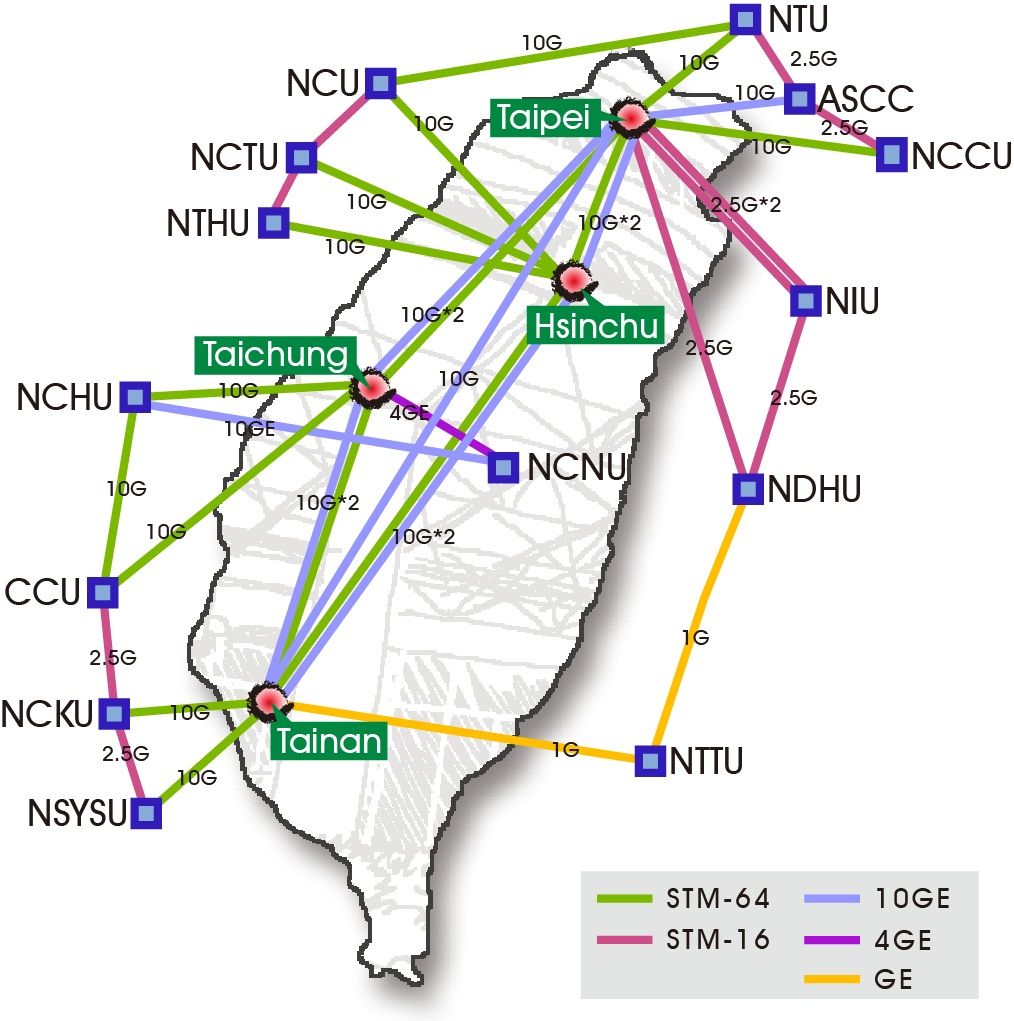 NTU
10G
2.5G
10G
NCU
10G
ASCC
Taipei
10G
2.5G
10G
NCTU
NCCU
10G
2.5G*2
NTHU
10G*2
10G
NIU
10G*2
Hsinchu
2.5G
Taichung
10G
10G
2.5G
NCHU
4GE
10GE
NCNU
10G
10G*2
NDHU
10G
10G*2
CCU
1G
2.5G
NCKU
10G
Tainan
2.5G
1G
NTTU
10G
NSYSU
STM-64
10GE
STM-16
4GE
GE